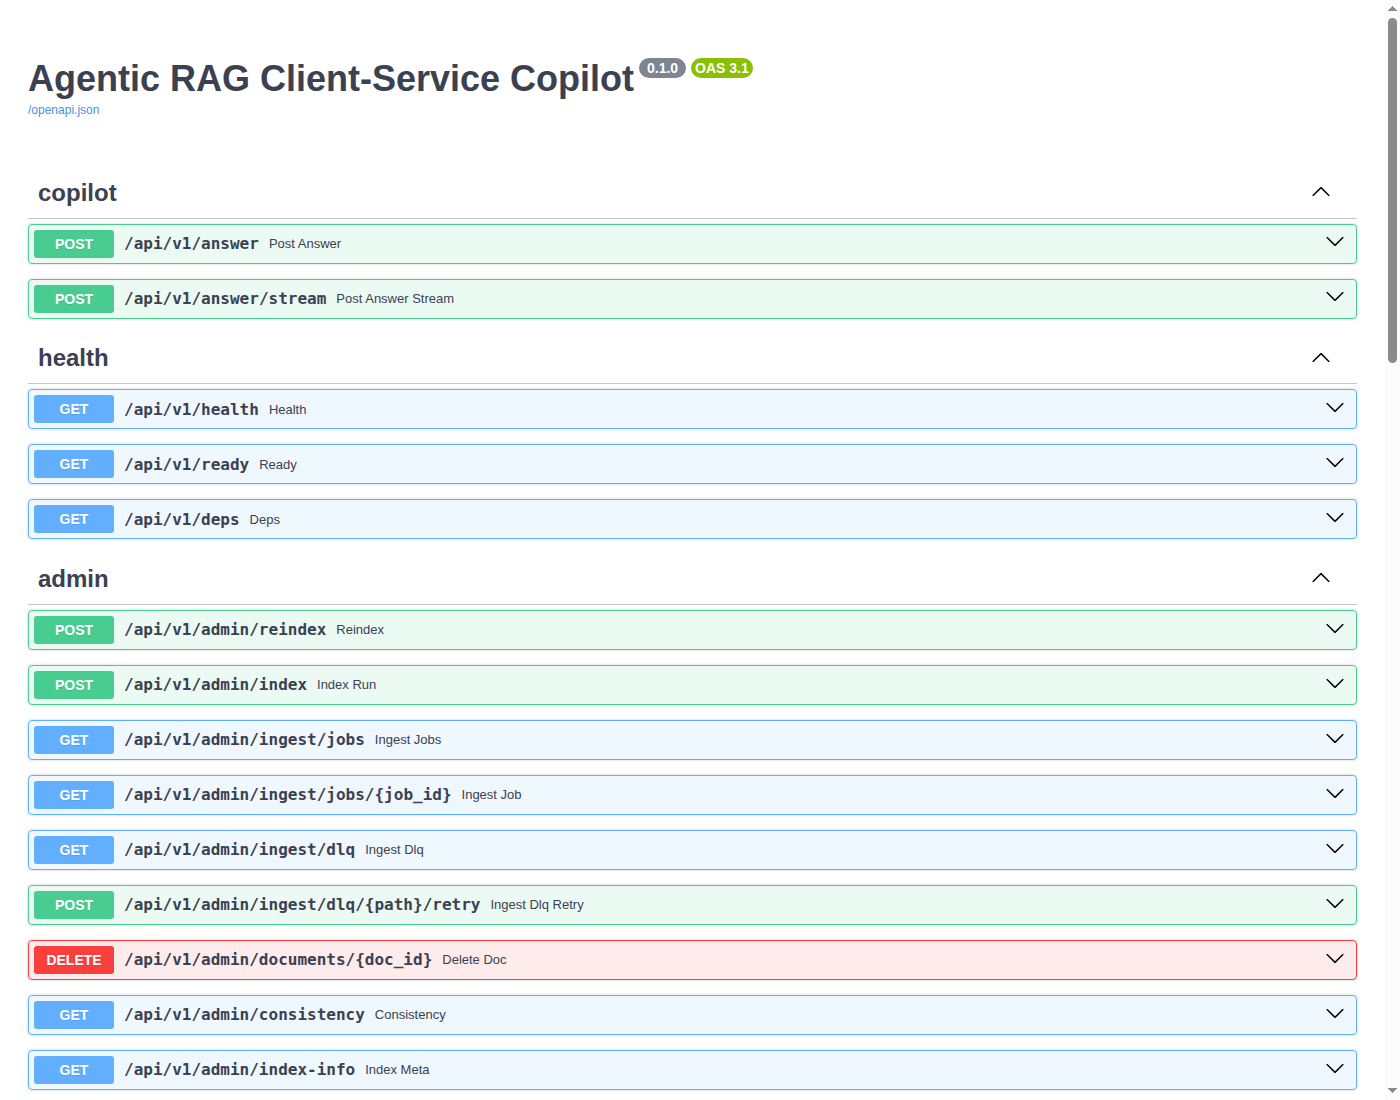 Agentic RAG Client-Service Copilot 0.1.0 OAS 3.1
/openapi.json
copilot
POST /api/v1/answer Post Answer
POST /api/v1/answer/stream Post Answer Stream
health
GET /api/v1/health Health
GET /api/v1/ready Ready
GET /api/v1/deps Deps
admin
POST /api/v1/admin/reindex Reindex
POST /api/v1/admin/index Index Run
GET /api/v1/admin/ingest/jobs Ingest Jobs
GET /api/v1/admin/ingest/jobs/{job_id} Ingest Job
GET /api/v1/admin/ingest/dlq Ingest Dlq
POST /api/v1/admin/ingest/dlq/{path}/retry Ingest Dlq Retry
DELETE /api/v1/admin/documents/{doc_id} Delete Doc
GET /api/v1/admin/consistency Consistency
GET /api/v1/admin/index-info Index Meta